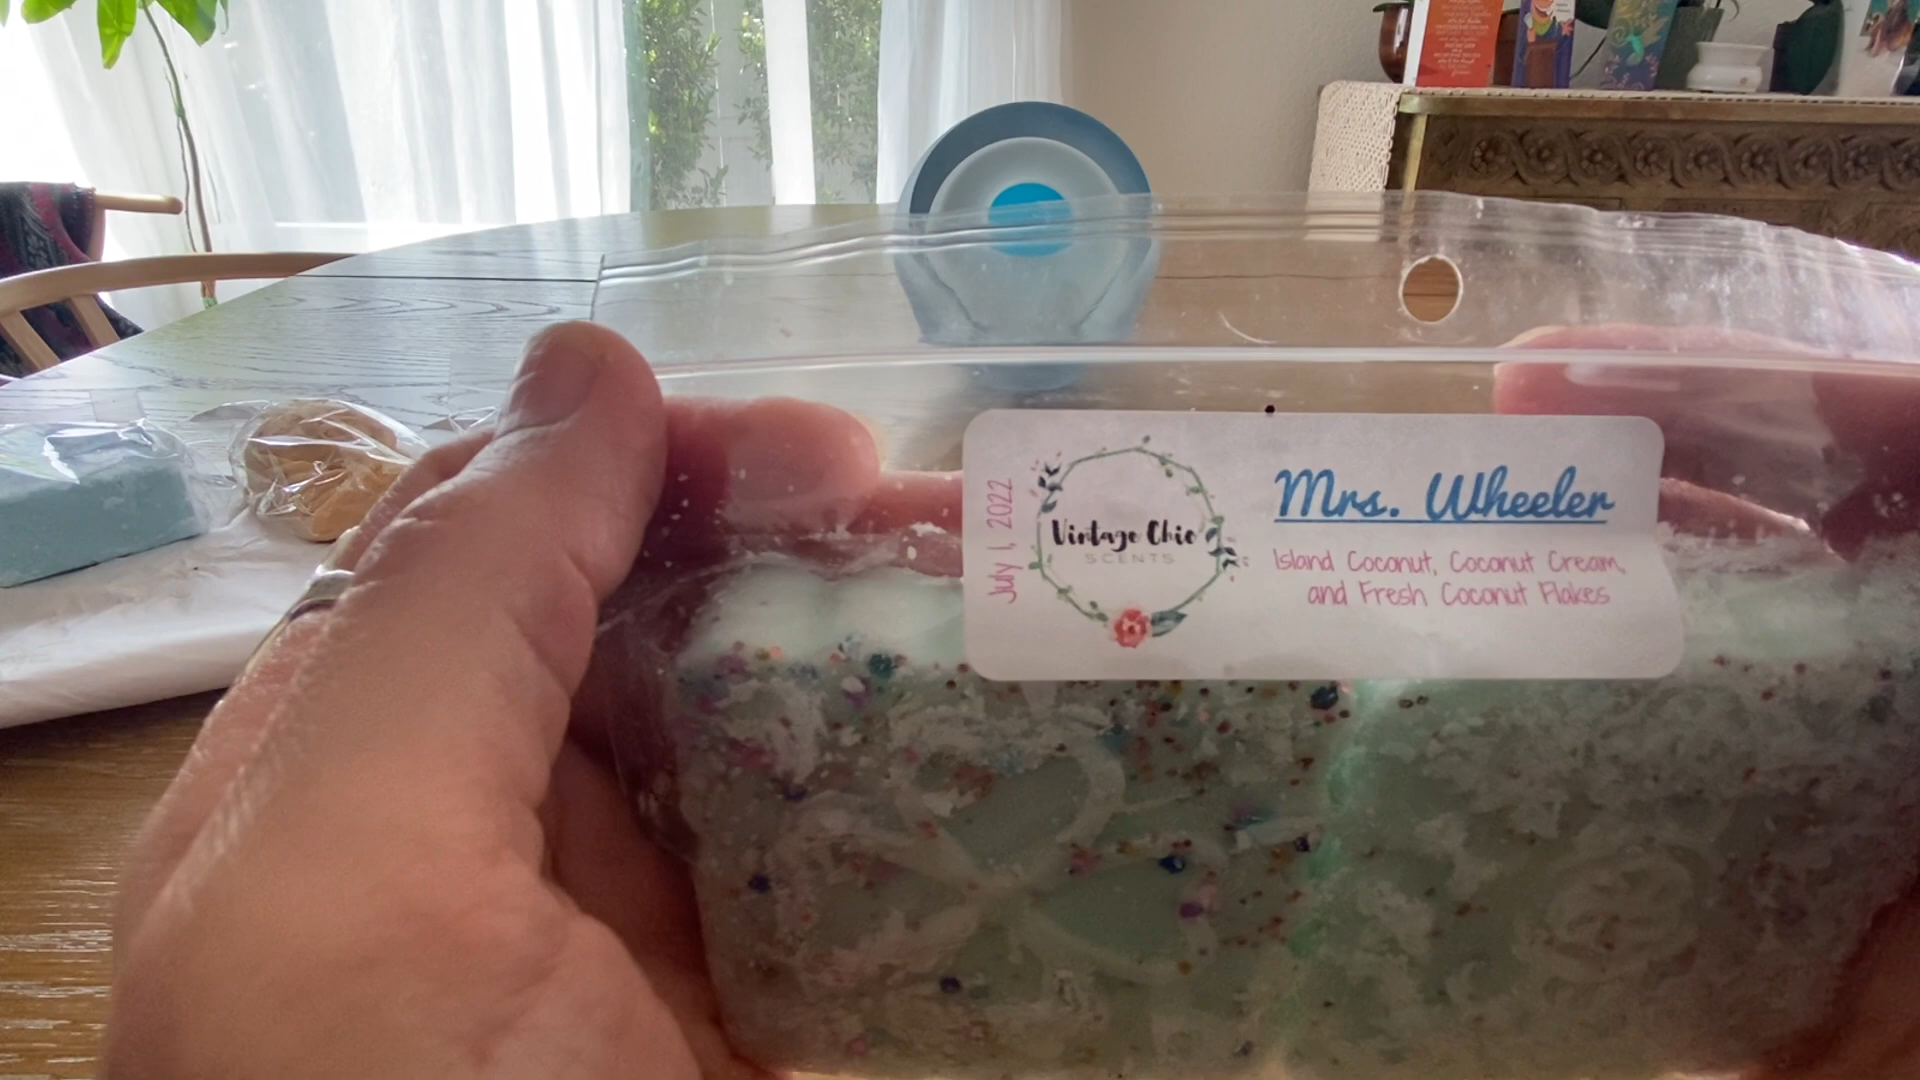 July 1, 2022
Vintage Chic
SCENTS
Mrs. Wheeler
Island Coconut, Coconut Cream,
and Fresh Coconut Flakes